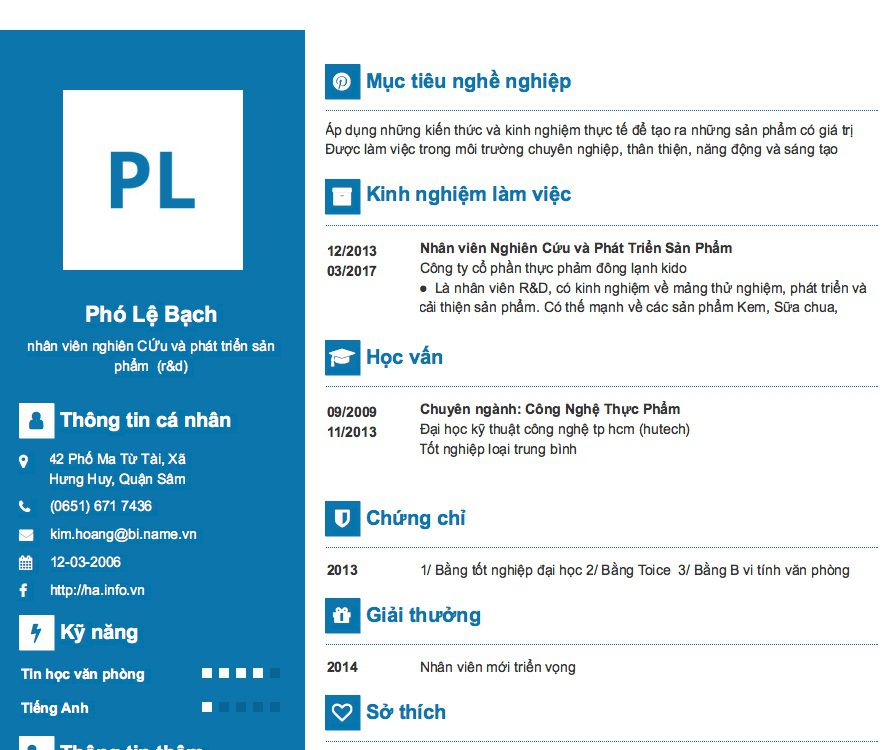 PL
Phó Lệ Bạch
nhân viên nghiên CỨu và phát triển sản
phẩm (r&d)
Thông tin cá nhân
42 Phố Ma Từ Tài, Xã
Hưng Huy, Quận Sâm
(0651) 671 7436
kim.hoang@bi.name.vn
12-03-2006
http://ha.info.vn
Kỹ năng
Tin học văn phòng
Tiếng Anh
Thông tin thêm
Mục tiêu nghề nghiệp
Áp dụng những kiến thức và kinh nghiệm thực tế để tạo ra những sản phẩm có giá trị
Được làm việc trong môi trường chuyên nghiệp, thân thiện, năng động và sáng tạo
Kinh nghiệm làm việc
12/2013
03/2017
Nhân viên Nghiên Cứu và Phát Triển Sản Phẩm
Công ty cổ phần thực phảm đông lạnh kido
● Là nhân viên R&D, có kinh nghiệm về mảng thử nghiệm, phát triển và
cải thiện sản phẩm. Có thế mạnh về các sản phẩm Kem, Sữa chua,
Học vấn
09/2009
11/2013
Chuyên ngành: Công Nghệ Thực Phẩm
Đại học kỹ thuật công nghệ tp hcm (hutech)
Tốt nghiệp loại trung bình
Chứng chỉ
2013 1/ Bằng tốt nghiệp đại học 2/ Bằng Toice 3/ Bằng B vi tính văn phòng
Giải thưởng
2014 Nhân viên mới triển vọng
Sở thích